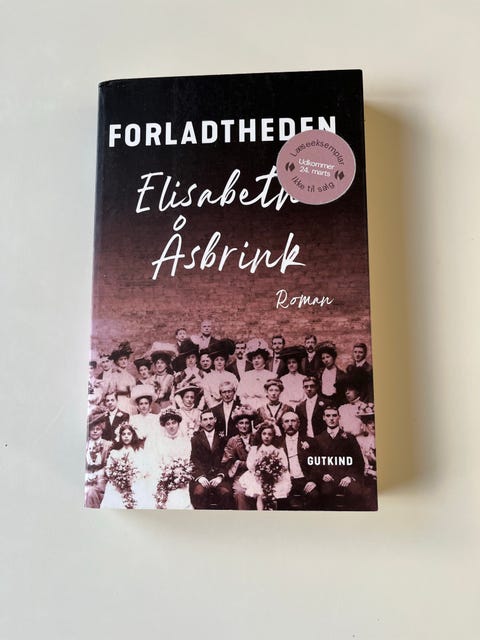 FORLADTHEDEN
Læseeksemplar
Udkommer
24. marts
Ikke til salg
Elisabeth
Åsbrink
Roman
GUTKIND